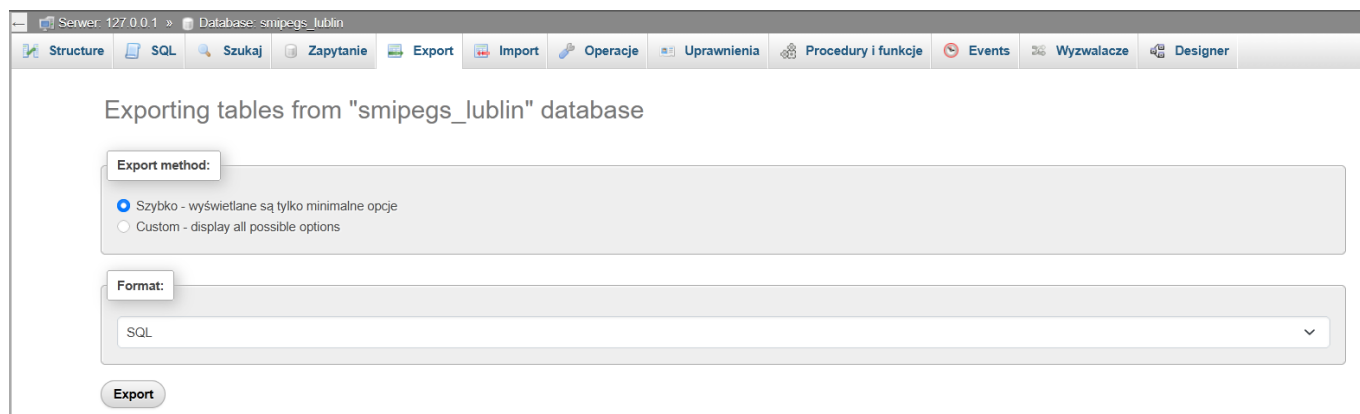 Serwer: 127.0.0.1 » Database: smipegs_lublin
Structure SQL Szukaj Zapytanie Export Import Operacje Uprawnienia Procedury i funkcje Events Wyzwalacze Designer
Exporting tables from "smipegs_lublin" database
Export method:
Szybko - wyświetlane są tylko minimalne opcje
Custom - display all possible options
Format:
SQL
Export